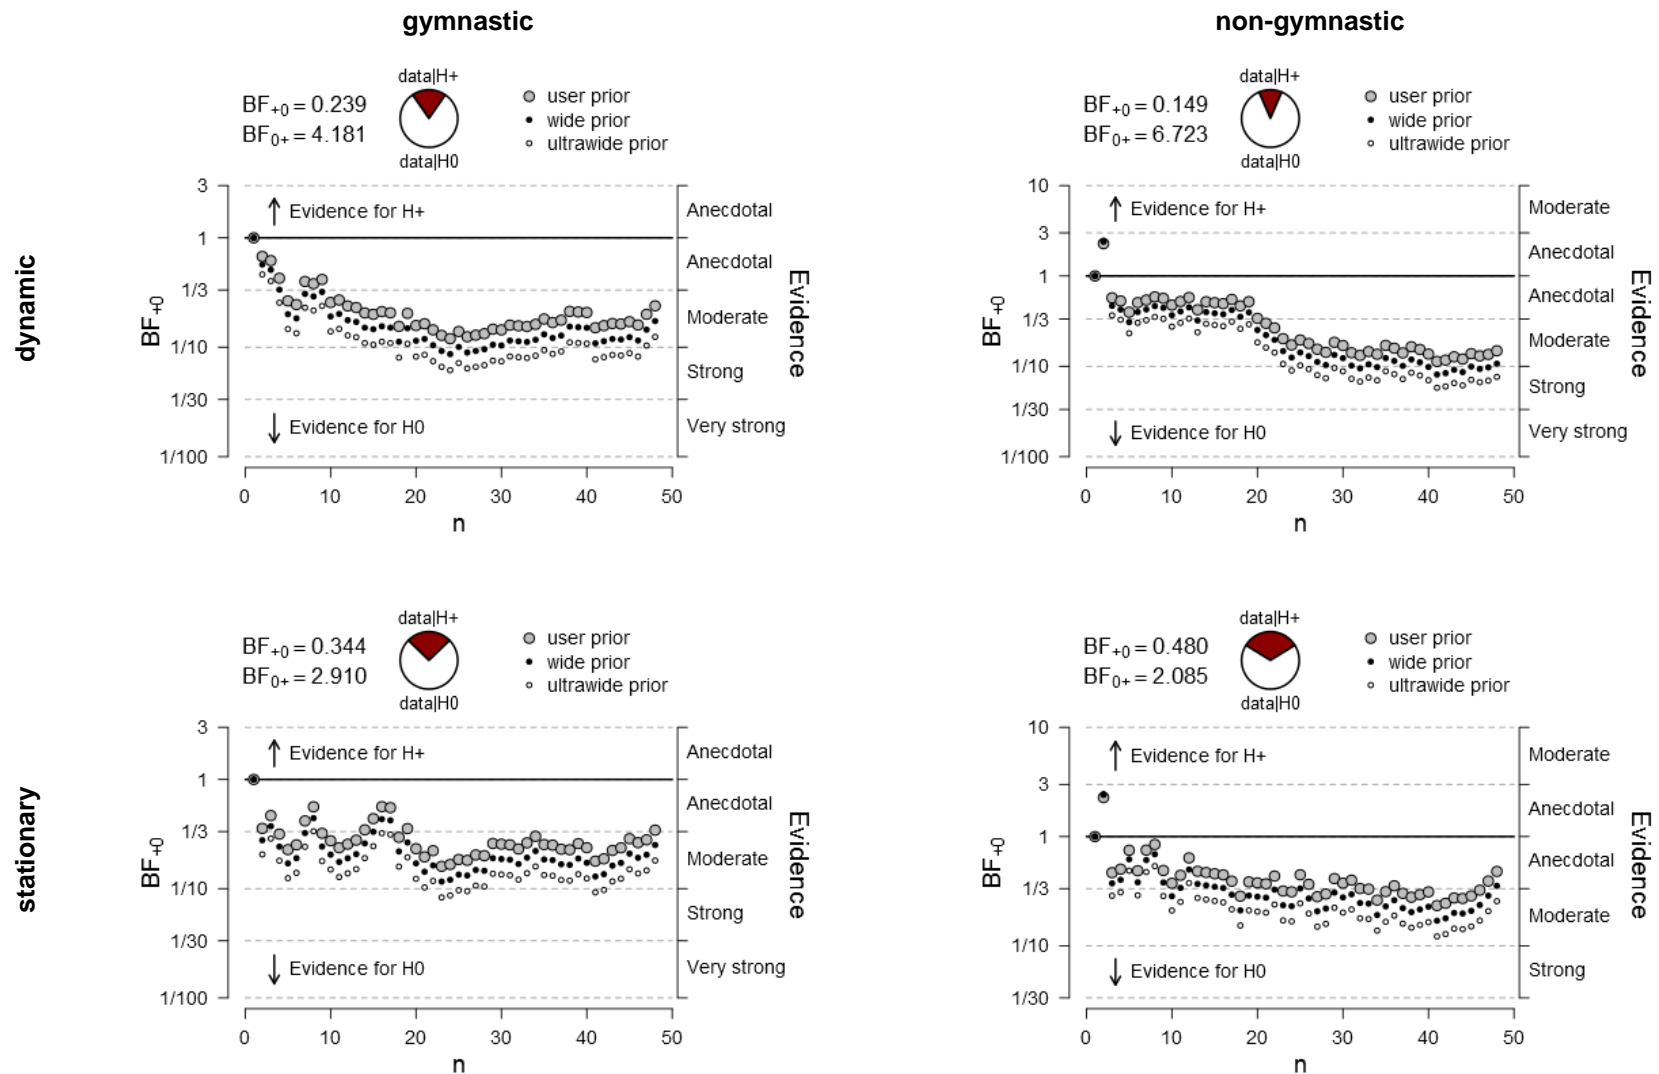 gymnastic
non-gymnastic
dynamic
data|H+
BF+0 = 0.239
BF0+ = 4.181
data|H0
user prior
wide prior
ultrawide prior
3
1
1/3
1/10
1/30
1/100
BF+0
Evidence for H+
Evidence for H0
Anecdotal
Anecdotal
Moderate
Strong
Very strong
Evidence
0 10 20 30 40 50
n
data|H+
BF+0 = 0.149
BF0+ = 6.723
data|H0
user prior
wide prior
ultrawide prior
10
3
1
1/3
1/10
1/30
1/100
BF+0
Evidence for H+
Evidence for H0
Moderate
Anecdotal
Anecdotal
Moderate
Strong
Very strong
Evidence
0 10 20 30 40 50
n
stationary
data|H+
BF+0 = 0.344
BF0+ = 2.910
data|H0
user prior
wide prior
ultrawide prior
3
1
1/3
1/10
1/30
1/100
BF+0
Evidence for H+
Evidence for H0
Anecdotal
Anecdotal
Moderate
Strong
Very strong
Evidence
0 10 20 30 40 50
n
data|H+
BF+0 = 0.480
BF0+ = 2.085
data|H0
user prior
wide prior
ultrawide prior
10
3
1
1/3
1/10
1/30
BF+0
Evidence for H+
Evidence for H0
Moderate
Anecdotal
Anecdotal
Moderate
Strong
Evidence
0 10 20 30 40 50
n